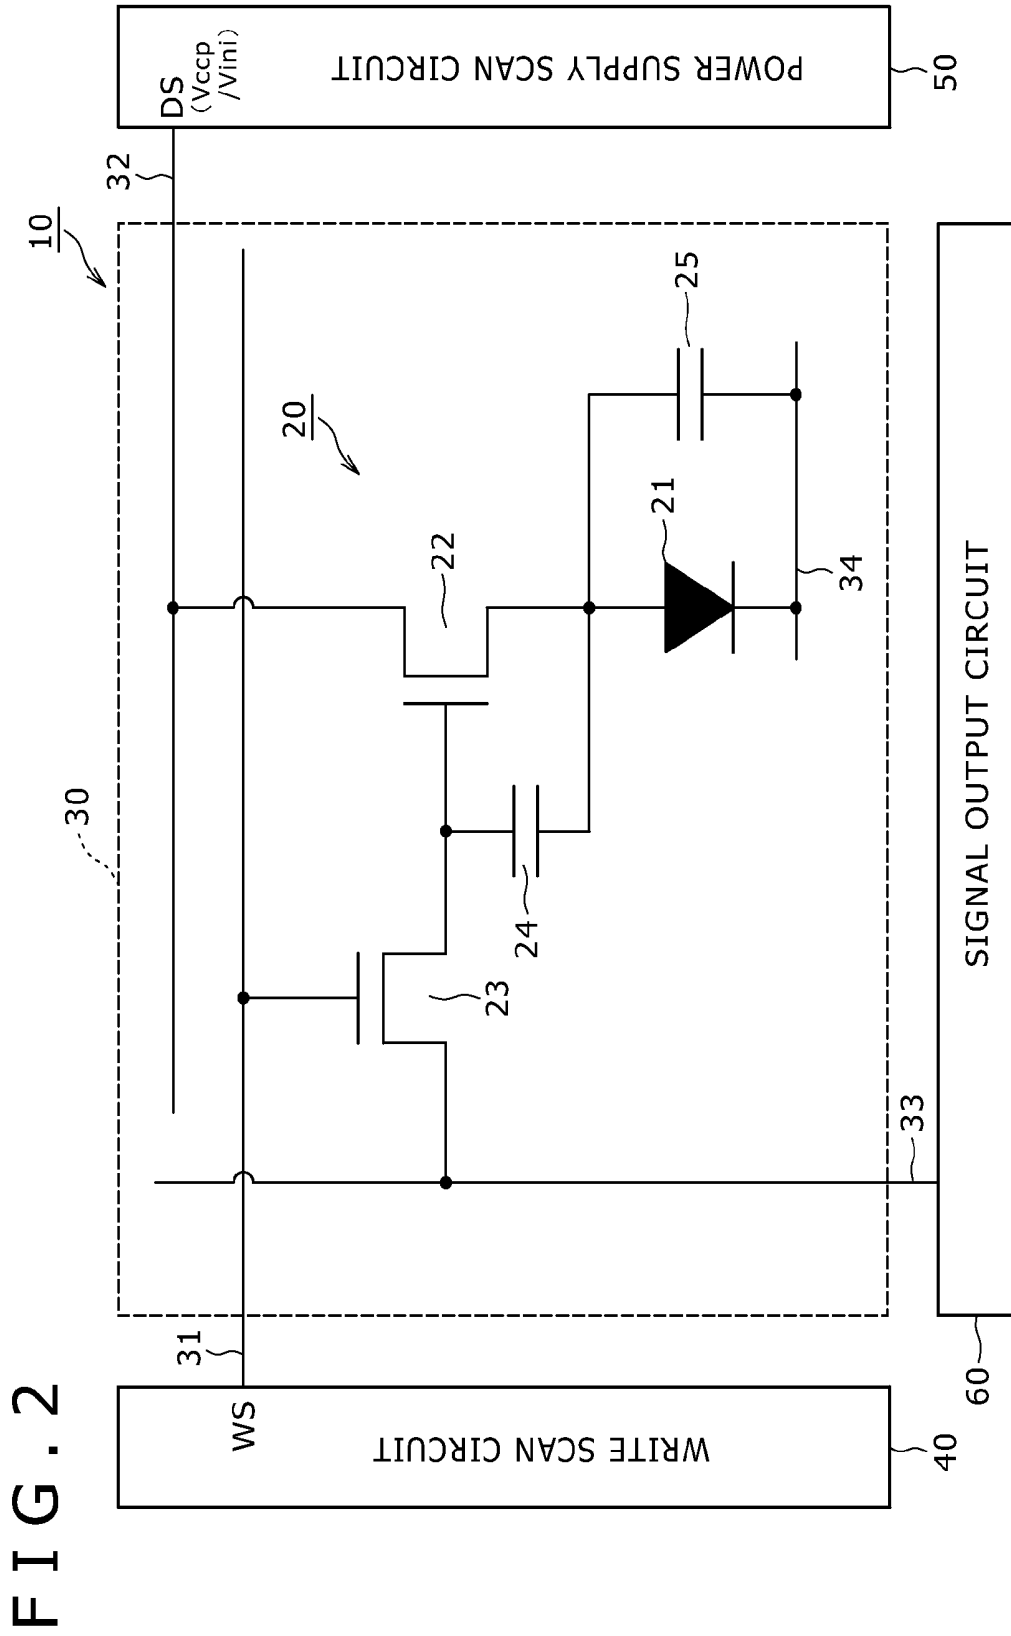 FIG. 2
10
30
31
32
WS
DS
(Vccp
/Vini)
20
22
23
24
21
25
34
33
WRITE SCAN CIRCUIT
40
POWER SUPPLY SCAN CIRCUIT
50
60
SIGNAL OUTPUT CIRCUIT